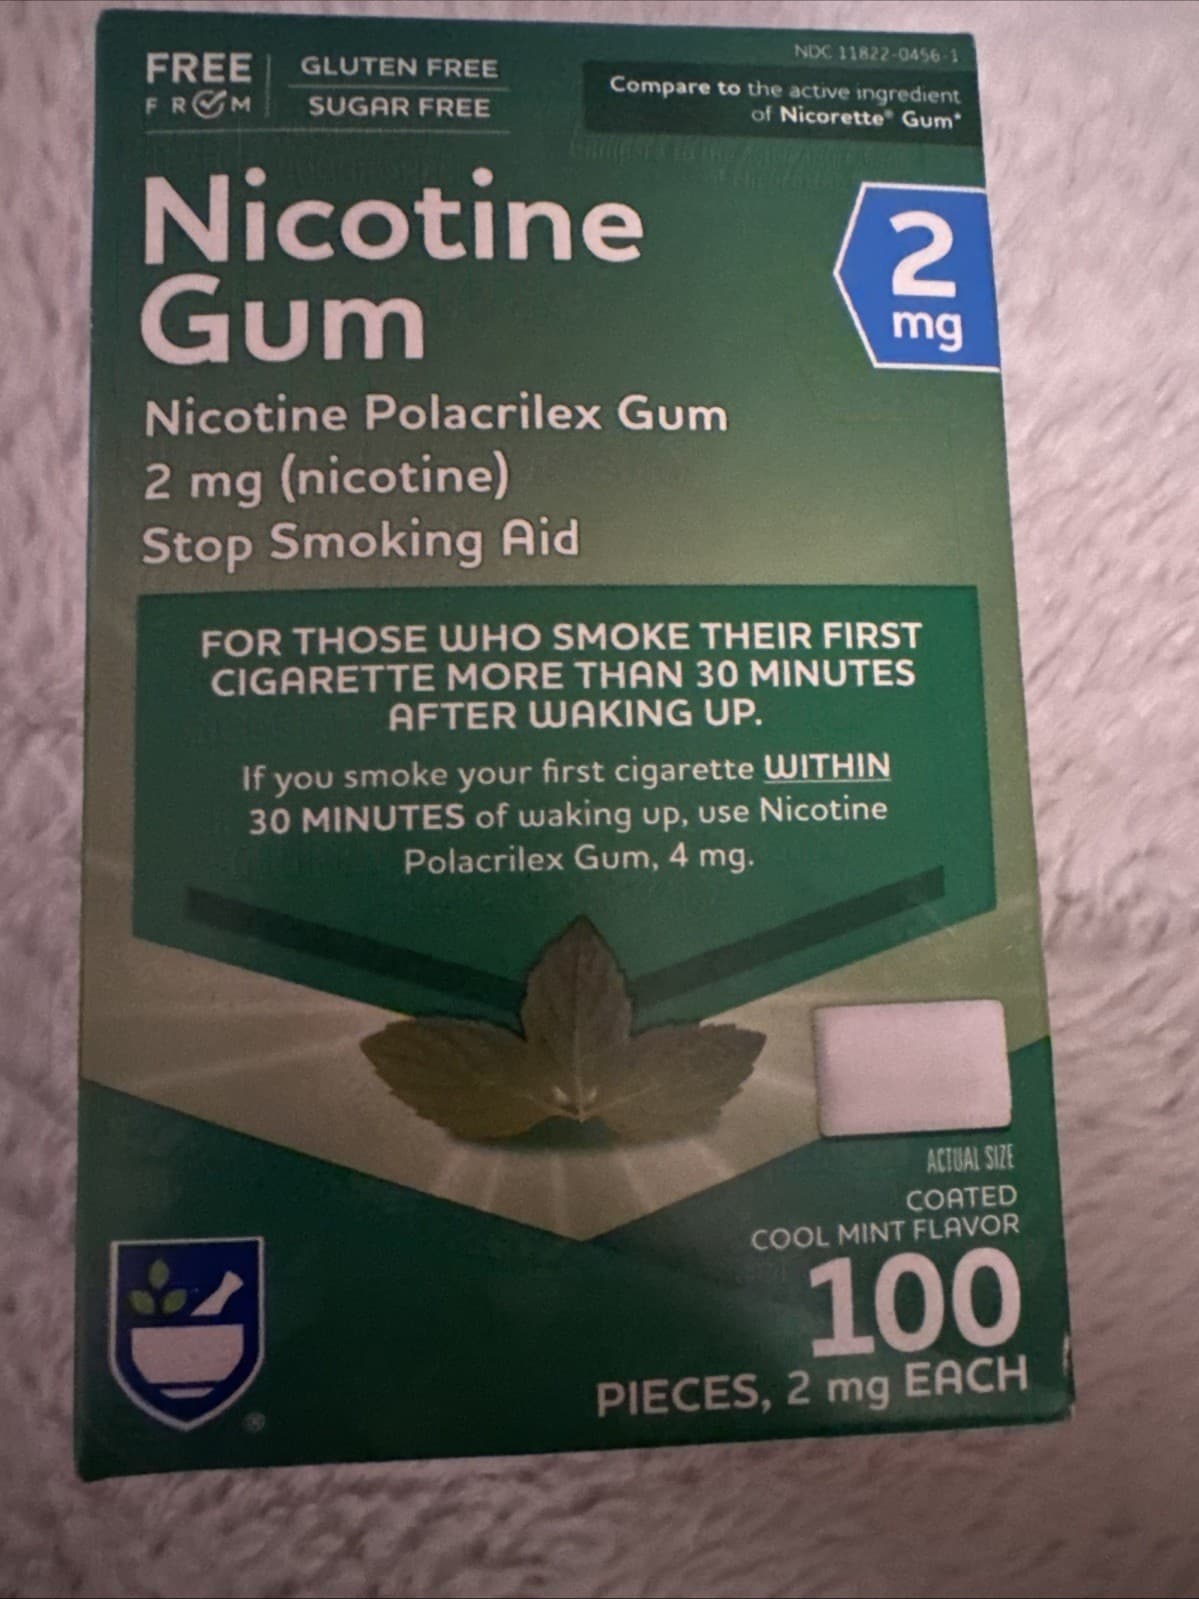 FREE
FROM
GLUTEN FREE
SUGAR FREE
NDC 11822-0456-1
Compare to the active ingredient
of Nicorette® Gum*
Nicotine
Gum
2
mg
Nicotine Polacrilex Gum
2 mg (nicotine)
Stop Smoking Aid
FOR THOSE WHO SMOKE THEIR FIRST
CIGARETTE MORE THAN 30 MINUTES
AFTER WAKING UP.
If you smoke your first cigarette WITHIN
30 MINUTES of waking up, use Nicotine
Polacrilex Gum, 4 mg.
ACTUAL SIZE
COATED
COOL MINT FLAVOR
100
PIECES, 2 mg EACH
®